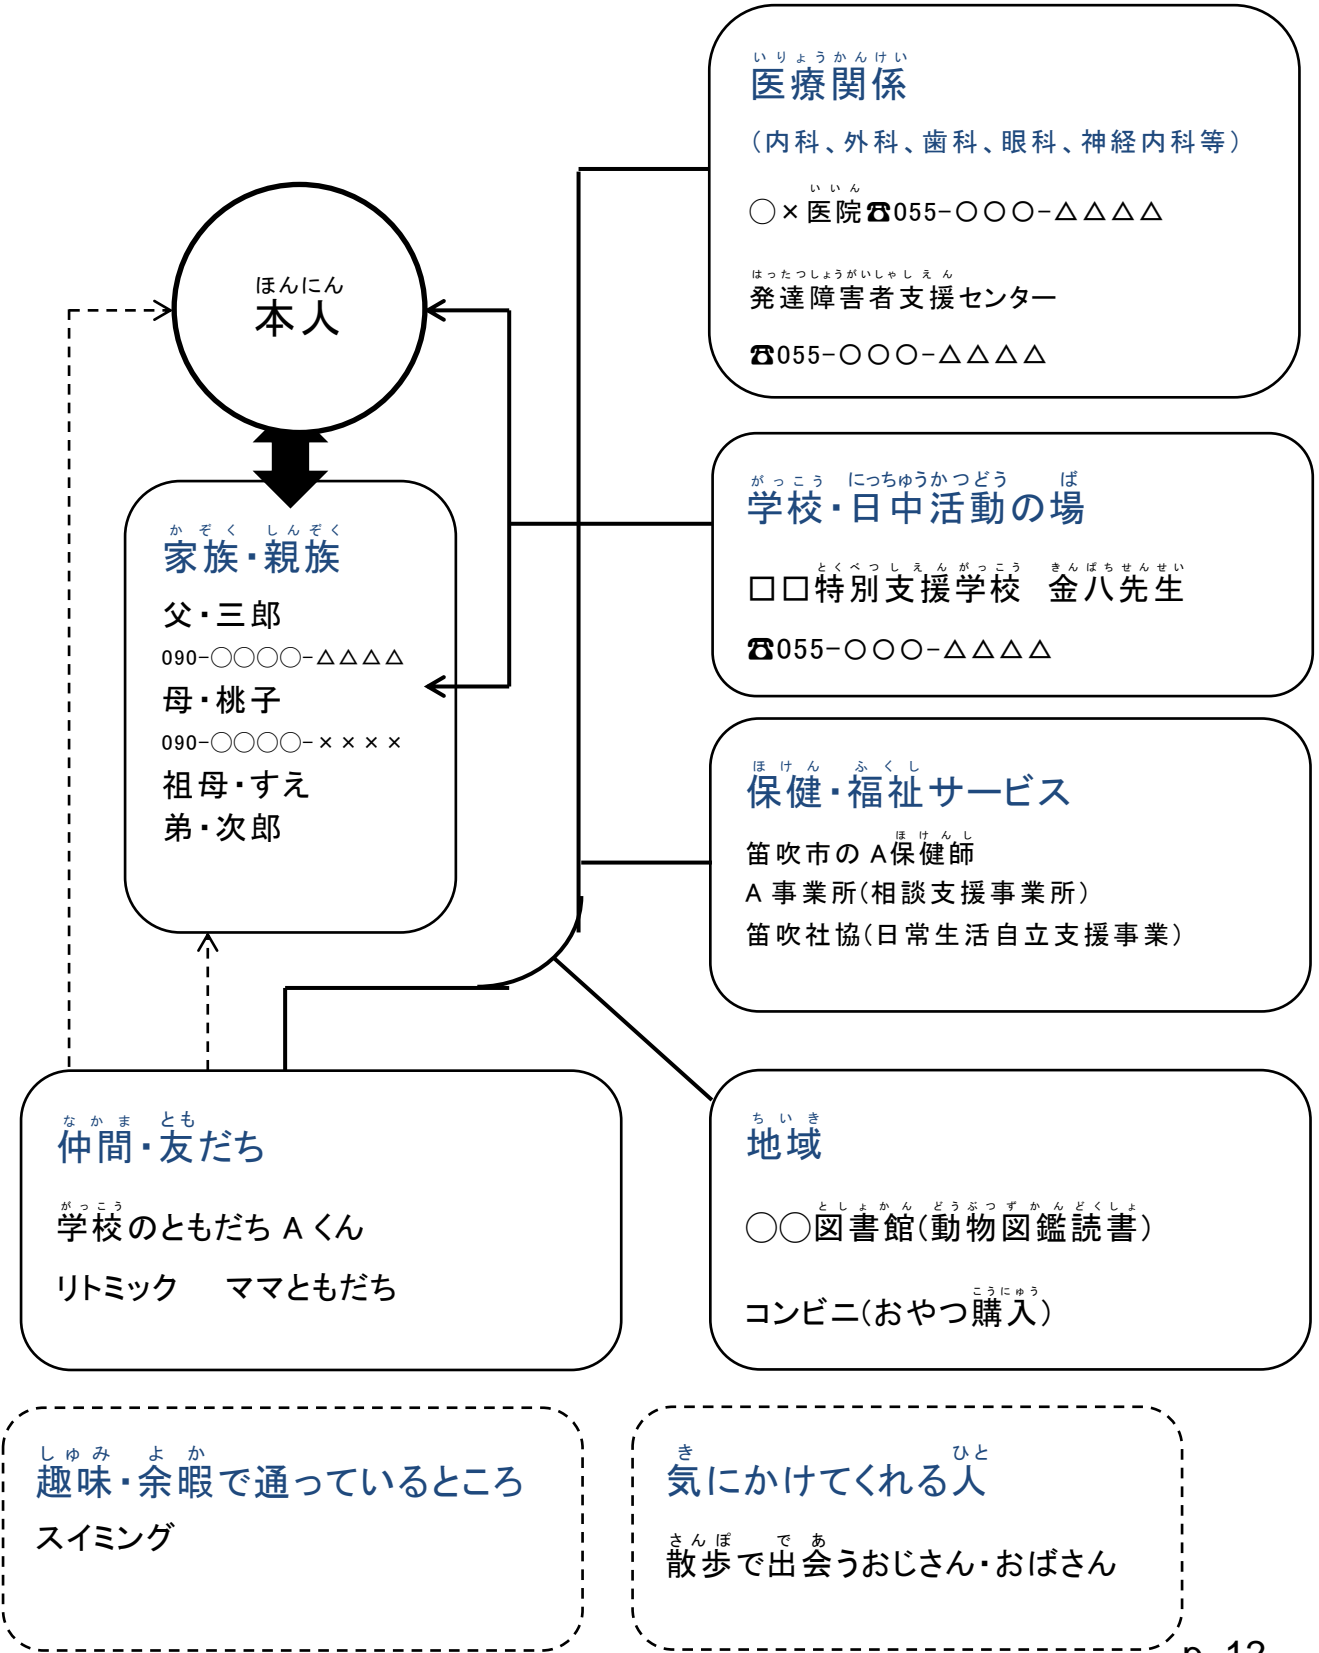 いりょうかんけい
医療関係
（内科、外科、歯科、眼科、神経内科等）
いいん
○×医院☎055-○○○-△△△△
はったつしょうがいしゃしえん
発達障害者支援センター
☎055-○○○-△△△△
ほんにん
本人
がっこう にっちゅうかつどう ば
学校・日中活動の場
とくべつしえんがっこう きんぱちせんせい
□□特別支援学校 金八先生
☎055-○○○-△△△△
かぞく しんぞく
家族・親族
父・三郎
090-○○○○-△△△△
母・桃子
090-○○○○-××××
祖母・すえ
弟・次郎
ほけん ふくし
保健・福祉サービス
ほけんし
笛吹市の A保健師
A 事業所(相談支援事業所)
笛吹社協(日常生活自立支援事業)
なかま とも
仲間・友だち
がっこう
学校のともだち A くん
リトミック ママともだち
ちいき
地域
としょかん どうぶつずかんどくしょ
○○図書館(動物図鑑読書)
こうにゅう
コンビニ(おやつ購入)
しゅみ よか
趣味・余暇で通っているところ
スイミング
き ひと
気にかけてくれる人
さんぽ であ
散歩で出会うおじさん・おばさん
p. 12